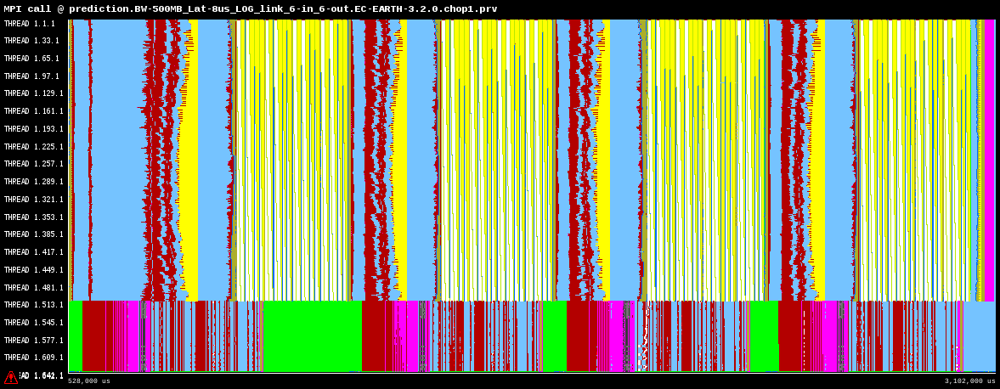 MPI call @ prediction.BW-500MB_Lat-8us_LOG_link_6-in_6-out.EC-EARTH-3.2.0.chop1.prv
THREAD 1.1.1
THREAD 1.33.1
THREAD 1.65.1
THREAD 1.97.1
THREAD 1.129.1
THREAD 1.161.1
THREAD 1.193.1
THREAD 1.225.1
THREAD 1.257.1
THREAD 1.289.1
THREAD 1.321.1
THREAD 1.353.1
THREAD 1.385.1
THREAD 1.417.1
THREAD 1.449.1
THREAD 1.481.1
THREAD 1.513.1
THREAD 1.545.1
THREAD 1.577.1
THREAD 1.609.1
528,000 us
3,102,000 us